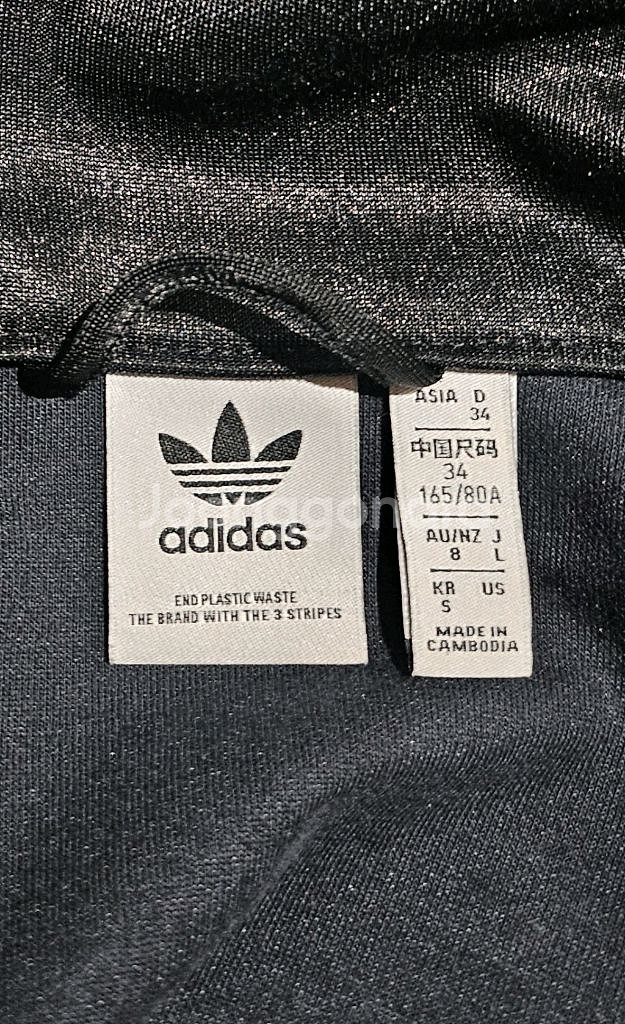 adidas
END PLASTIC WASTE
THE BRAND WITH THE 3 STRIPES
ASIA D
34
中国尺码
34
165/80A
AU/NZ J
8 L
KR US
S
MADE IN
CAMBODIA